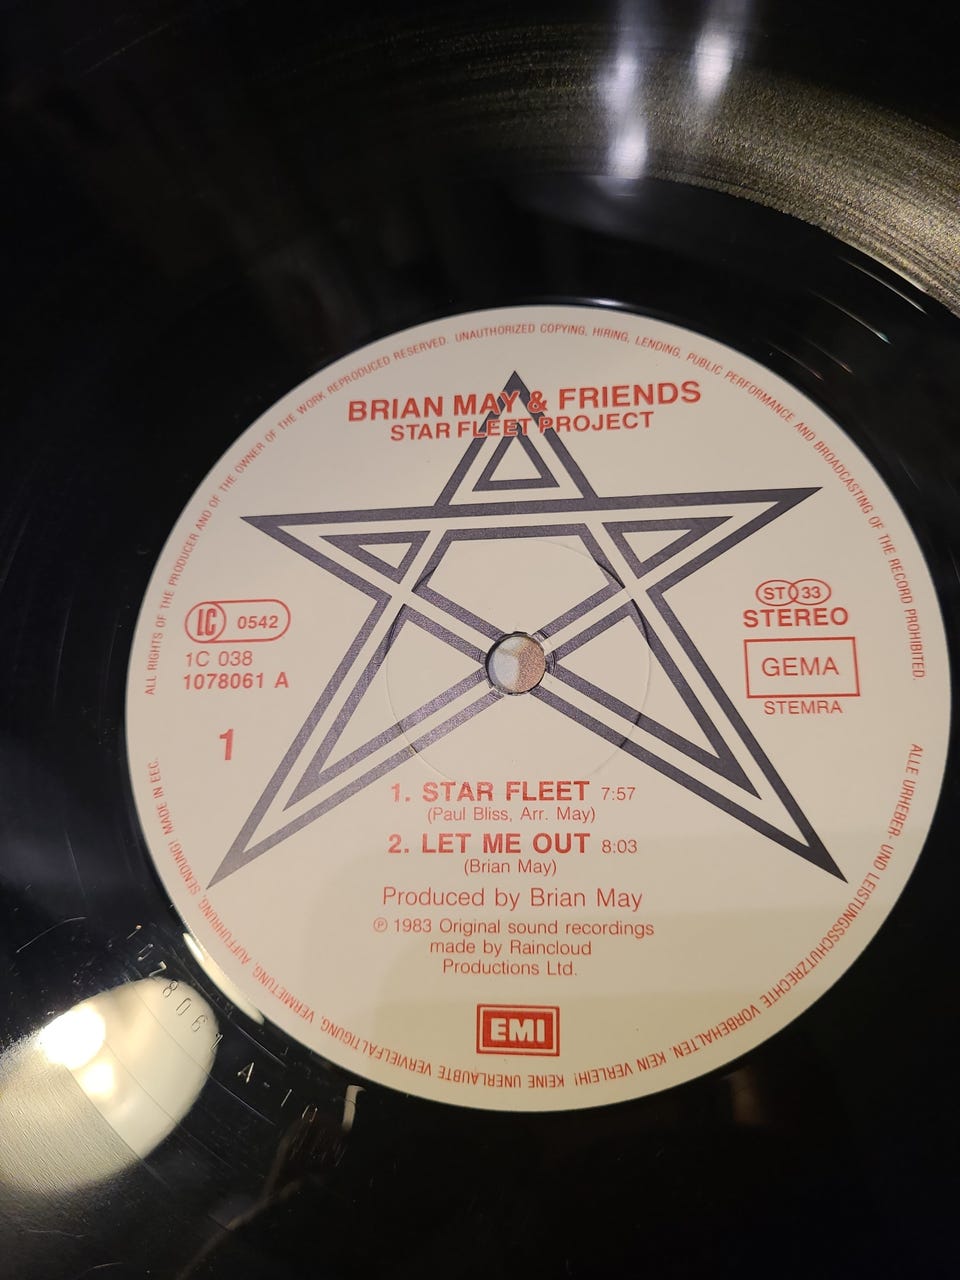 ALL RIGHTS OF THE PRODUCER AND OF THE OWNER OF THE WORK REPRODUCED RESERVED. UNAUTHORIZED COPYING, HIRING, LENDING, PUBLIC PERFORMANCE AND BROADCASTING OF THE RECORD PROHIBITED.
BRIAN MAY & FRIENDS
STAR FLEET PROJECT
LC 0542
1C 038
1078061 A
1
ST 33
STEREO
GEMA
STEMRA
1. STAR FLEET 7:57
(Paul Bliss, Arr. May)
2. LET ME OUT 8:03
(Brian May)
Produced by Brian May
℗ 1983 Original sound recordings
made by Raincloud
Productions Ltd.
EMI
ALLE URHEBER- UND LEISTUNGSSCHUTZRECHTE VORBEHALTEN. KEIN VERLEIH! KEINE UNERLAUBTE VERVIELFÄLTIGUNG, VERMIETUNG, AUFFÜHRUNG, SENDUNG! MADE IN EEC.